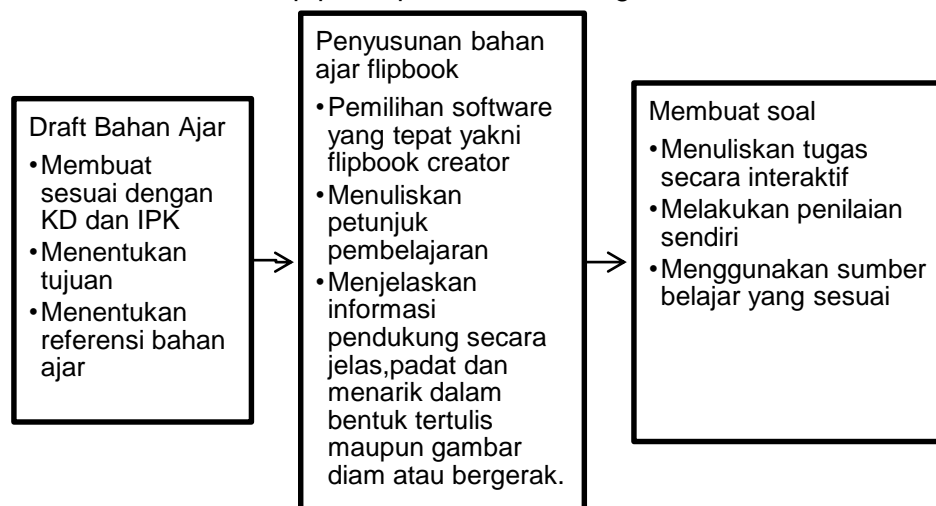 Draft Bahan Ajar
•Membuat
sesuai dengan
KD dan IPK
•Menentukan
tujuan
•Menentukan
referensi bahan
ajar
Penyusunan bahan
ajar flipbook
•Pemilihan software
yang tepat yakni
flipbook creator
•Menuliskan
petunjuk
pembelajaran
•Menjelaskan
informasi
pendukung secara
jelas,padat dan
menarik dalam
bentuk tertulis
maupun gambar
diam atau bergerak.
Membuat soal
•Menuliskan tugas
secara interaktif
•Melakukan penilaian
sendiri
•Menggunakan sumber
belajar yang sesuai